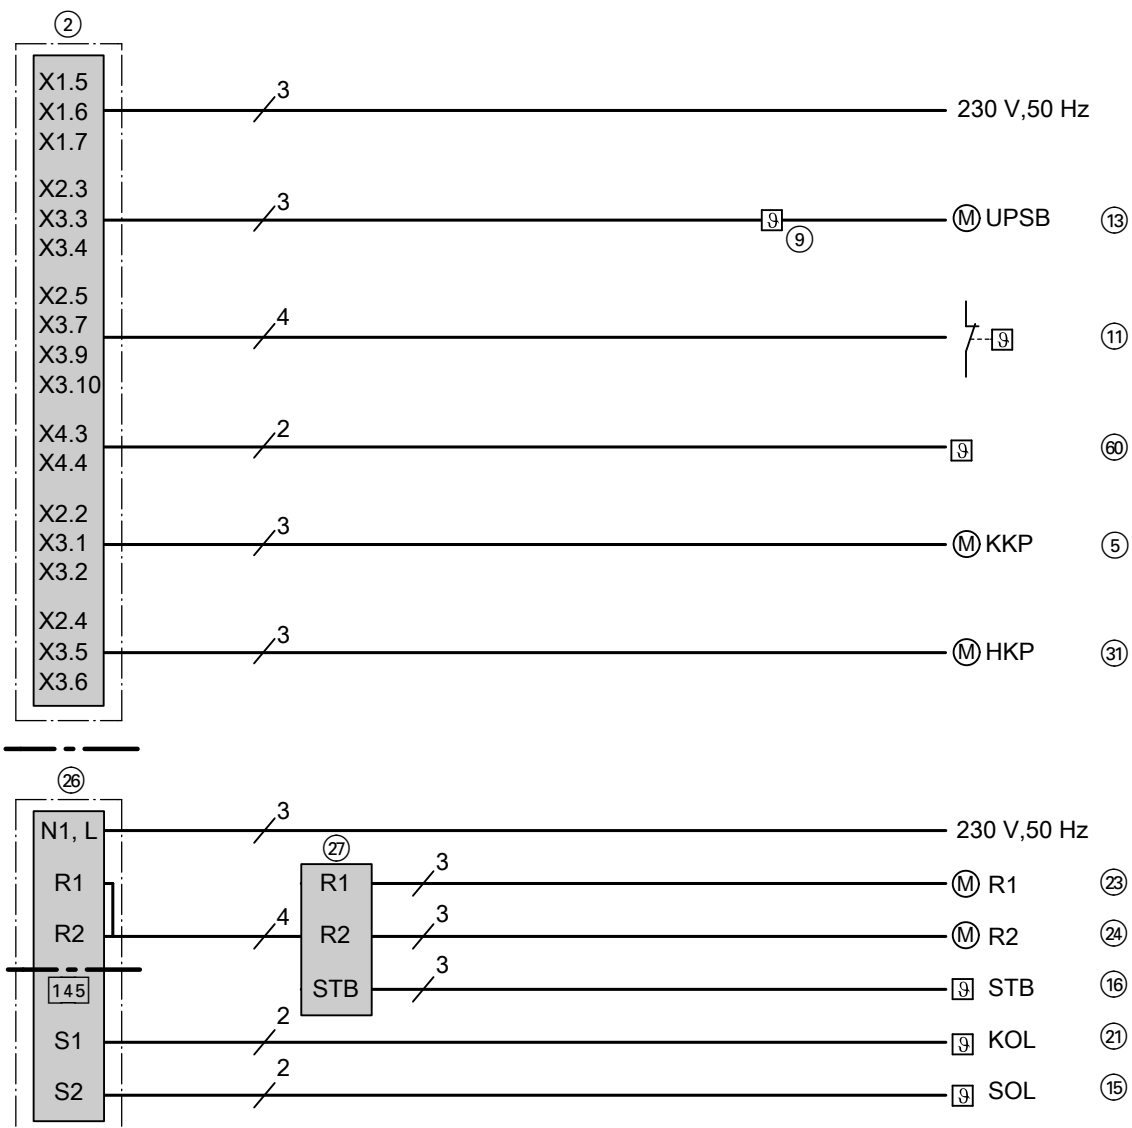 ②
X1.5
3
X1.6
230 V,50 Hz
X1.7
X2.3
3
X3.3
ϑ
M UPSB
⑬
⑨
X3.4
X2.5
4
X3.7
ϑ
⑪
X3.9
X3.10
X4.3
2
ϑ
60
X4.4
X2.2
3
X3.1
M KKP
⑤
X3.2
X2.4
3
X3.5
M HKP
㉛
X3.6
㉖
3
N1, L
230 V,50 Hz
㉗
R1
R1
3
M R1
㉓
R2
4
R2
3
M R2
㉔
145
STB
3
ϑ STB
⑯
S1
2
ϑ KOL
㉑
S2
2
ϑ SOL
⑮